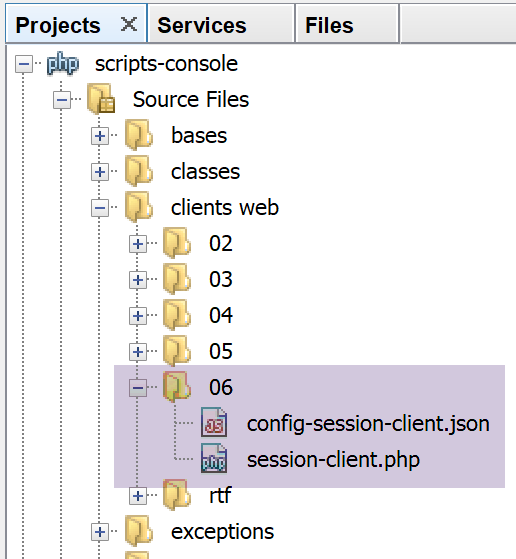 Projects Services Files
php scripts-console
Source Files
bases
classes
clients web
02
03
04
05
06
JS config-session-client.json
php session-client.php
rtf
exceptions